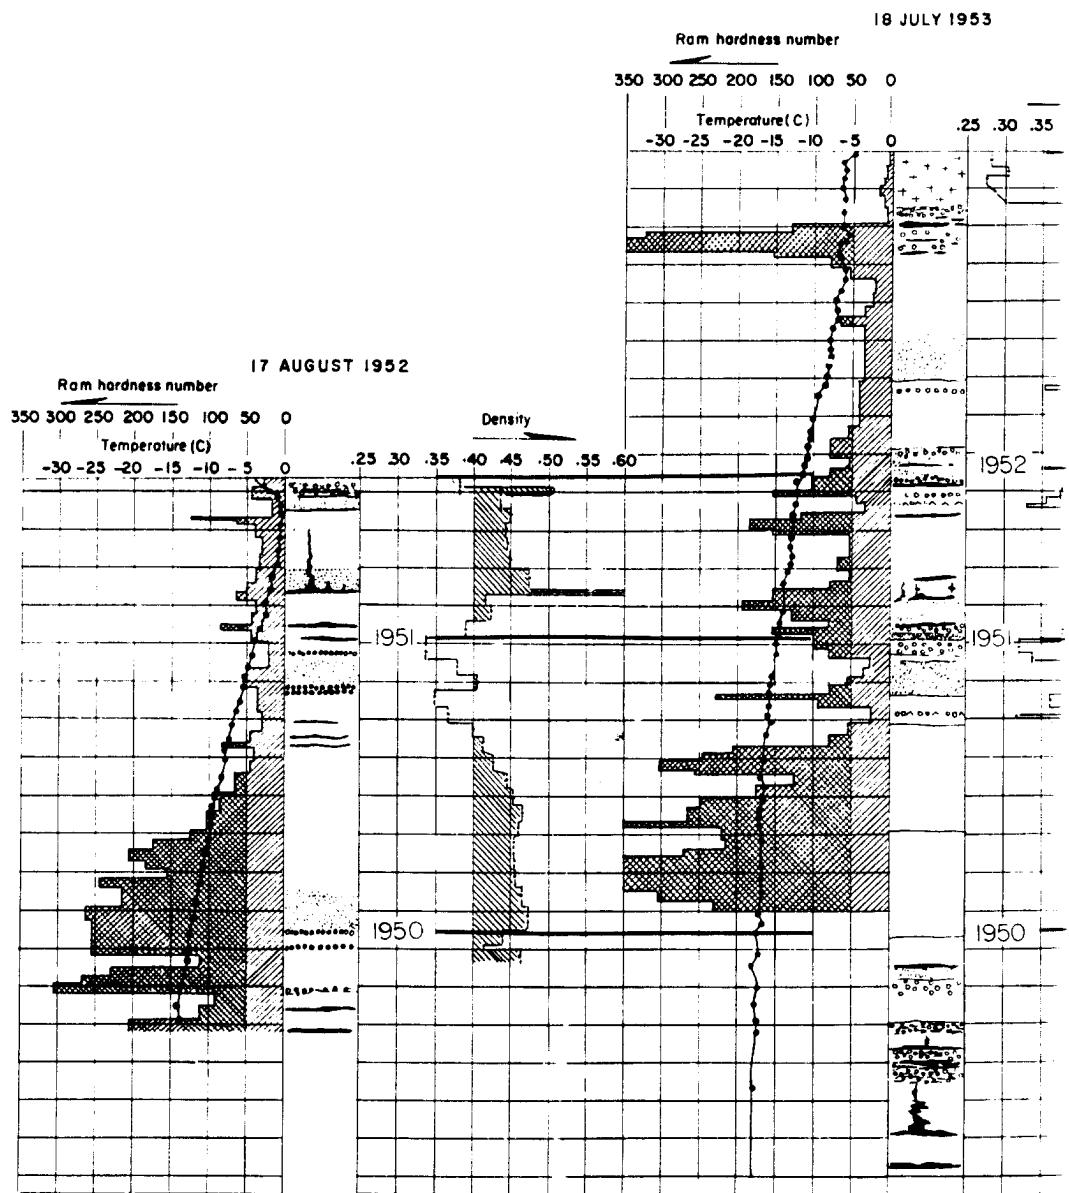 18 JULY 1953
Ram hardness number
350 300 250 200 150 100 50 0
Temperature (C)
-30 -25 -20 -15 -10 -5 0
.25 .30 .35
17 AUGUST 1952
Ram hardness number
350 300 250 200 150 100 50 0
Temperature (C)
-30 -25 -20 -15 -10 -5 0
Density
.25 .30 .35 .40 .45 .50 .55 .60
1952
1951
1951
1950
1950